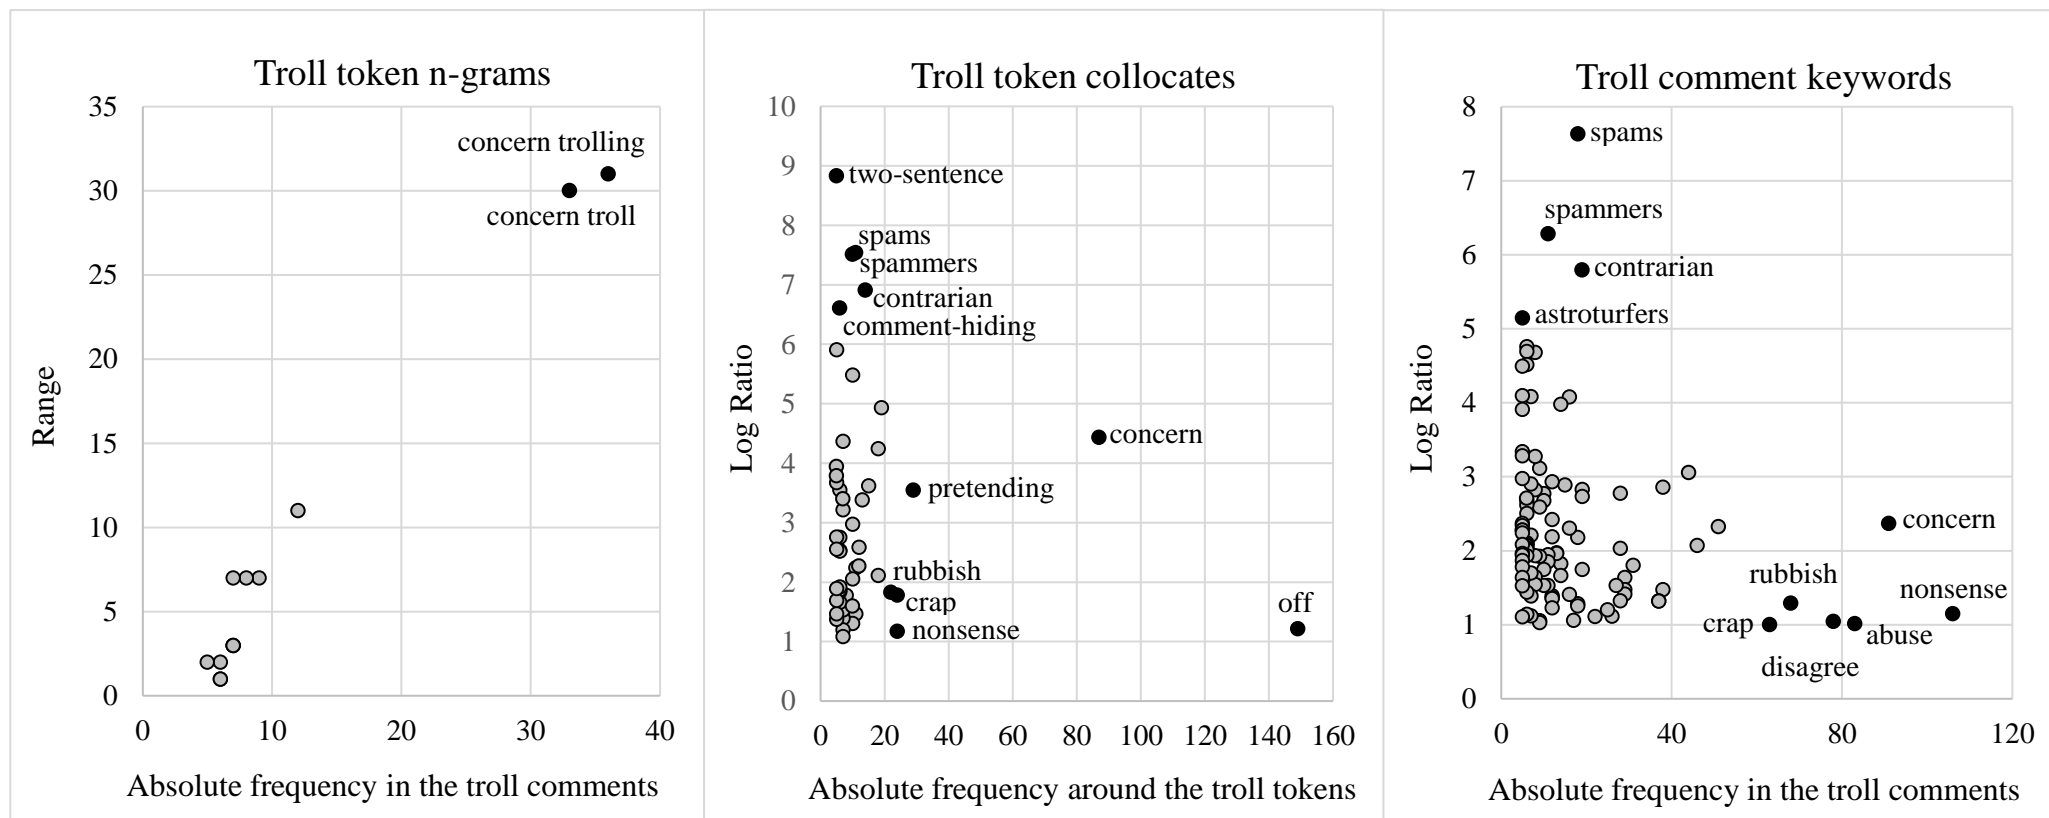 Troll token n-grams
35
30
25
20
15
10
5
0
Range
concern trolling
concern troll
0 10 20 30 40
Absolute frequency in the troll comments
Troll token collocates
10
9
8
7
6
5
4
3
2
1
0
Log Ratio
two-sentence
spams
spammers
contrarian
comment-hiding
concern
pretending
rubbish
crap
nonsense
off
0 20 40 60 80 100 120 140 160
Absolute frequency around the troll tokens
Troll comment keywords
8
7
6
5
4
3
2
1
0
Log Ratio
spams
spammers
contrarian
astroturfers
concern
rubbish
nonsense
crap
abuse
disagree
0 40 80 120
Absolute frequency in the troll comments